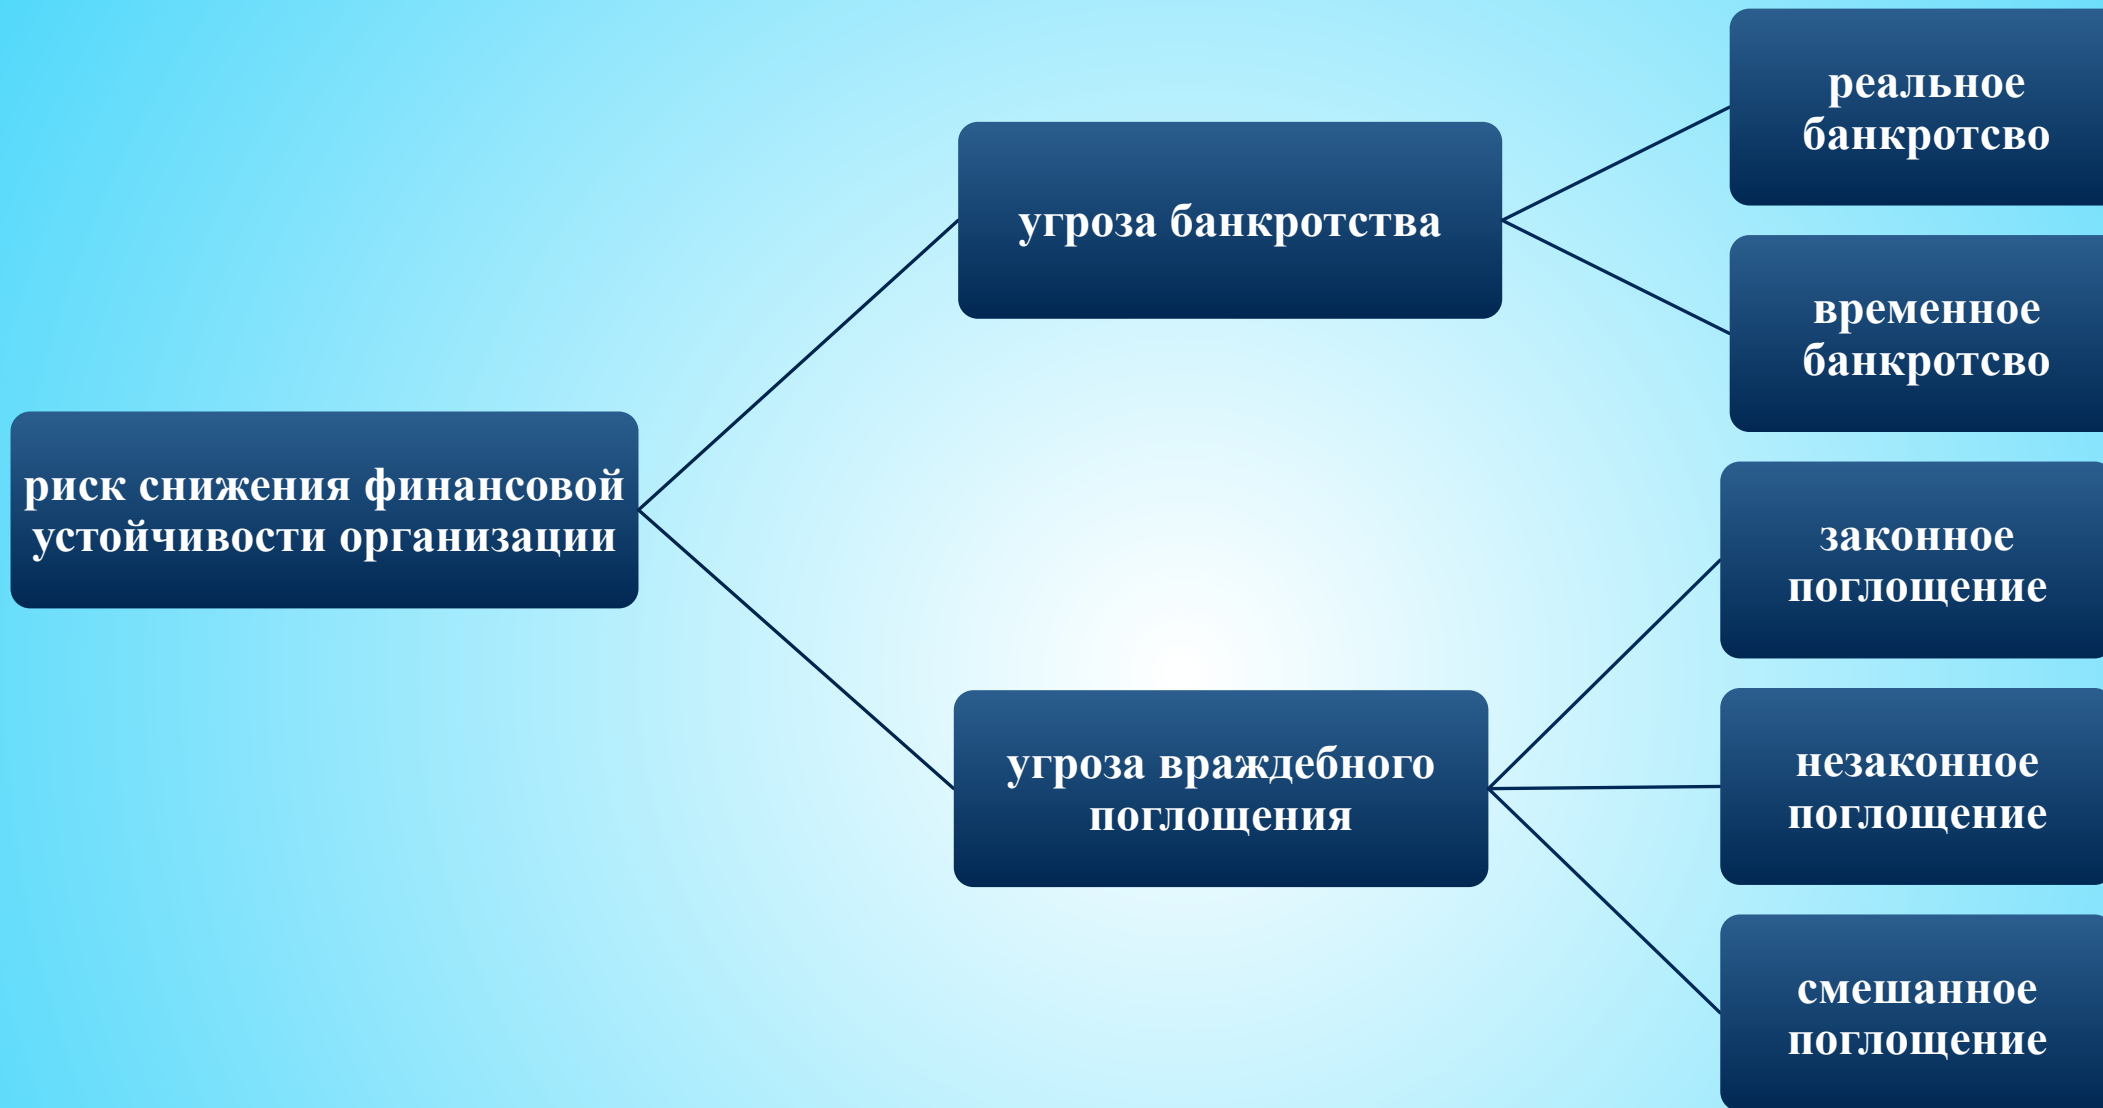 риск снижения финансовой
устойчивости организации
угроза банкротства
реальное
банкротсво
временное
банкротсво
угроза враждебного
поглощения
законное
поглощение
незаконное
поглощение
смешанное
поглощение